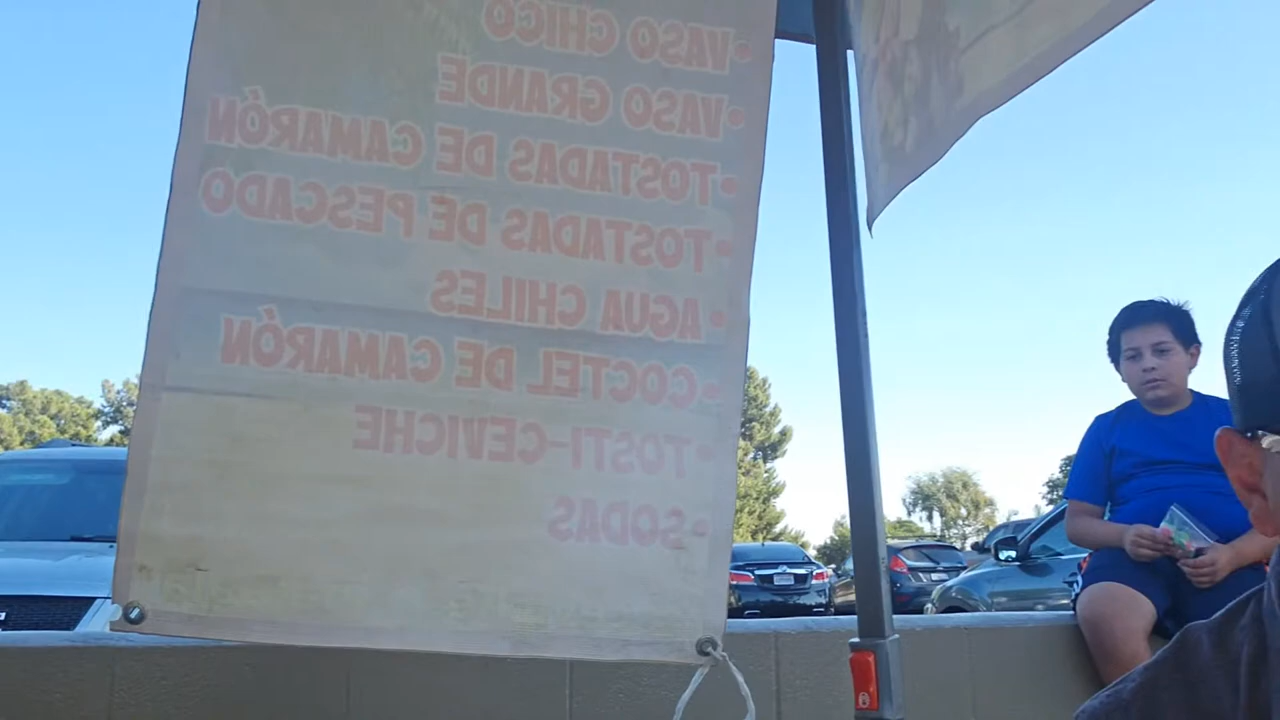 • VASO CHICO
• VASO GRANDE
• TOSTADAS DE CAMARÓN
• TOSTADAS DE PESCADO
• AGUA CHILES
• COCTEL DE CAMARÓN
• TOSTI-CEVICHE
• SODAS